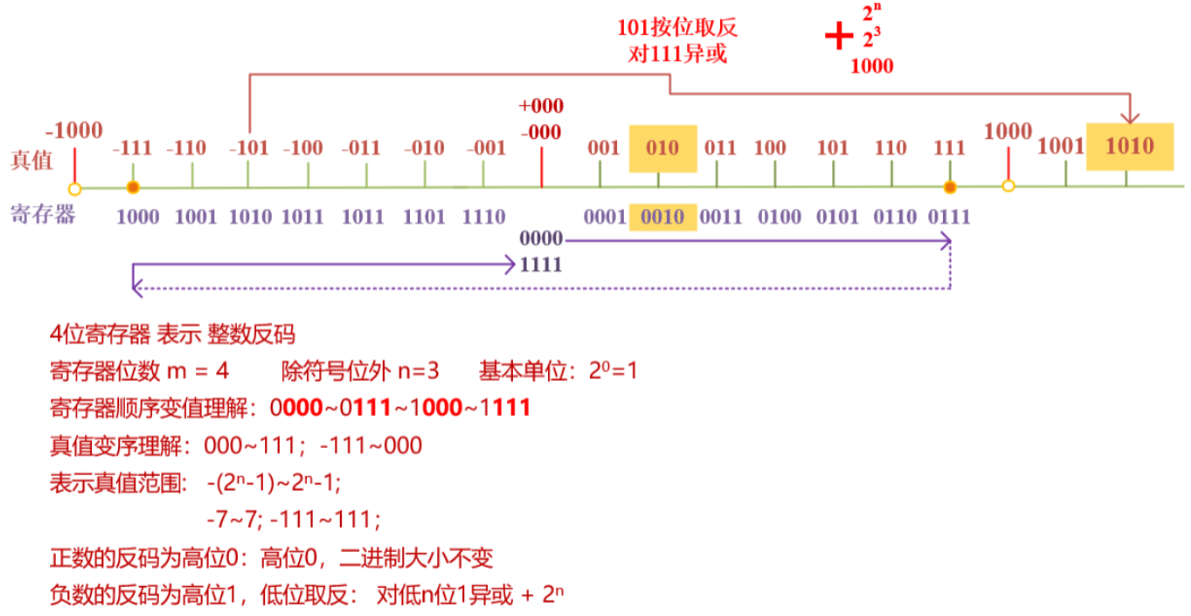 101按位取反
对111异或
+ 2ⁿ
2³
1000
+000
-000
真值 -1000 -111 -110 -101 -100 -011 -010 -001 001 010 011 100 101 110 111 1000 1001 1010
寄存器 1000 1001 1010 1011 1011 1101 1110 0001 0010 0011 0100 0101 0110 0111
0000
1111
4位寄存器 表示 整数反码
寄存器位数 m = 4 除符号位外 n=3 基本单位：2⁰=1
寄存器顺序变值理解：0000~0111~1000~1111
真值变序理解：000~111；-111~000
表示真值范围： -(2ⁿ-1)~2ⁿ-1;
-7~7; -111~111；
正数的反码为高位0：高位0，二进制大小不变
负数的反码为高位1，低位取反： 对低n位1异或 + 2ⁿ